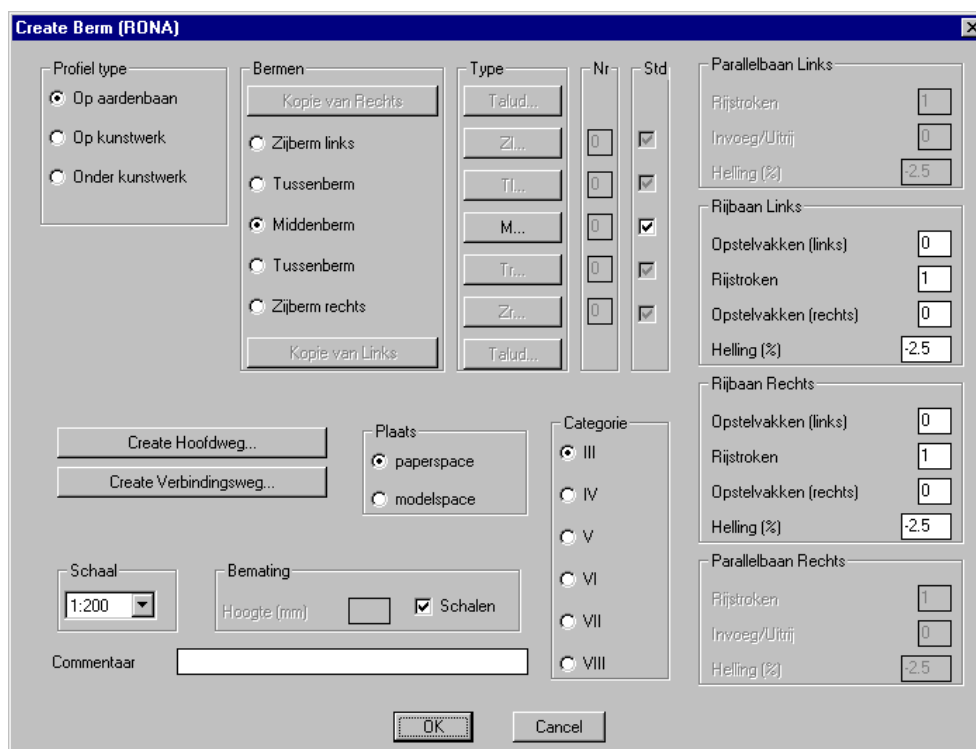 Create Berm (RONA)
Profiel type
Op aardenbaan
Op kunstwerk
Onder kunstwerk
Bermen
Kopie van Rechts
Zijberm links
Tussenberm
Middenberm
Tussenberm
Zijberm rechts
Kopie van Links
Type
Talud...
Zl...
Tl...
M...
Tr...
Zr...
Talud...
Nr
0
0
0
0
0
Std
Parallelbaan Links
Rijstroken 1
Invoeg/Uitrij 0
Helling (%) -2.5
Rijbaan Links
Opstelvakken (links) 0
Rijstroken 1
Opstelvakken (rechts) 0
Helling (%) -2.5
Rijbaan Rechts
Opstelvakken (links) 0
Rijstroken 1
Opstelvakken (rechts) 0
Helling (%) -2.5
Parallelbaan Rechts
Rijstroken 1
Invoeg/Uitrij 0
Helling (%) -2.5
Create Hoofdweg...
Create Verbindingsweg...
Plaats
paperspace
modelspace
Categorie
III
IV
V
VI
VII
VIII
Schaal
1:200
Bemating
Hoogte (mm)
Schalen
Commentaar
OK
Cancel